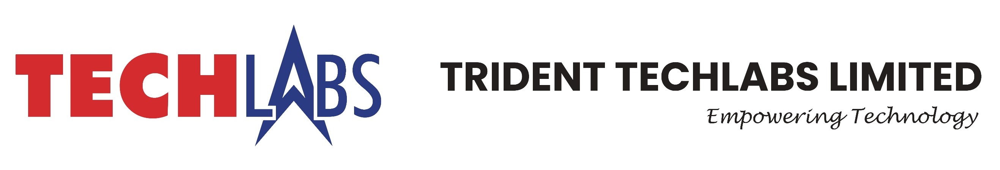 TECHLABS
TRIDENT TECHLABS LIMITED
Empowering Technology